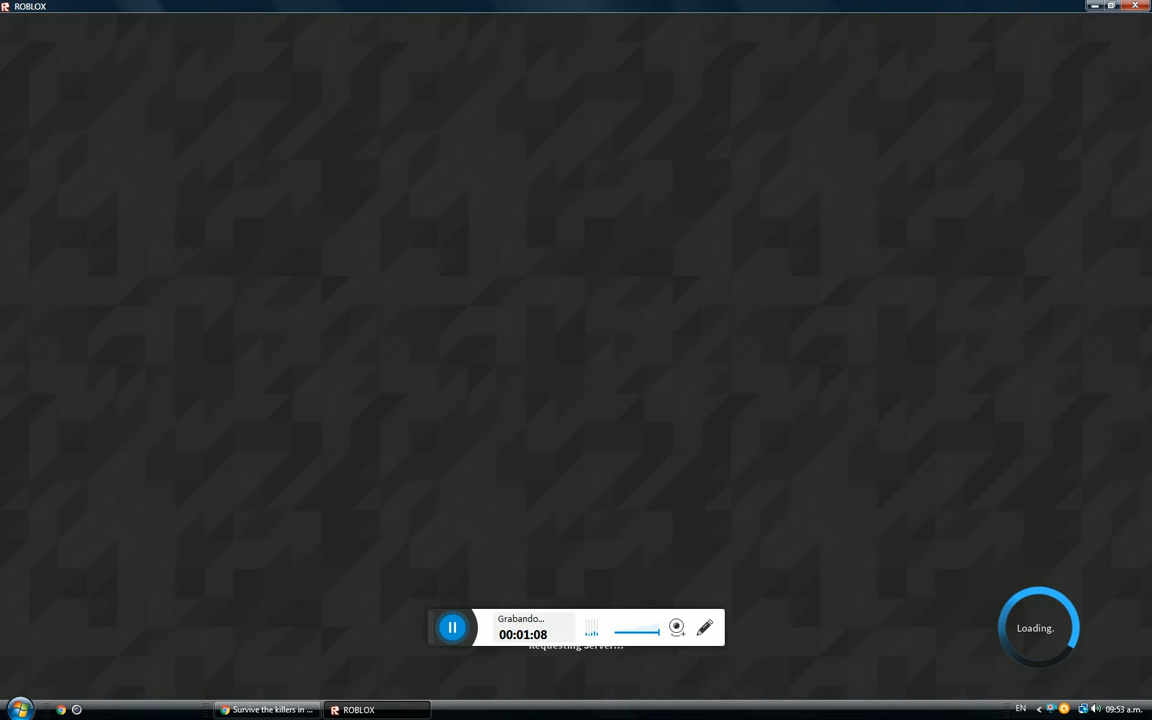 ROBLOX
Grabando...
00:01:08
Requesting Server...
Loading.
Survive the killers in ...
ROBLOX
EN
09:53 a.m.